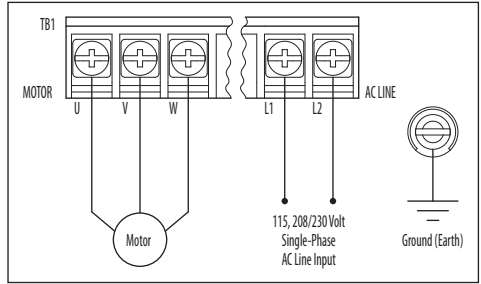 TB1
MOTOR
U V W L1 L2
AC LINE
Motor
115, 208/230 Volt
Single-Phase
AC Line Input
Ground (Earth)